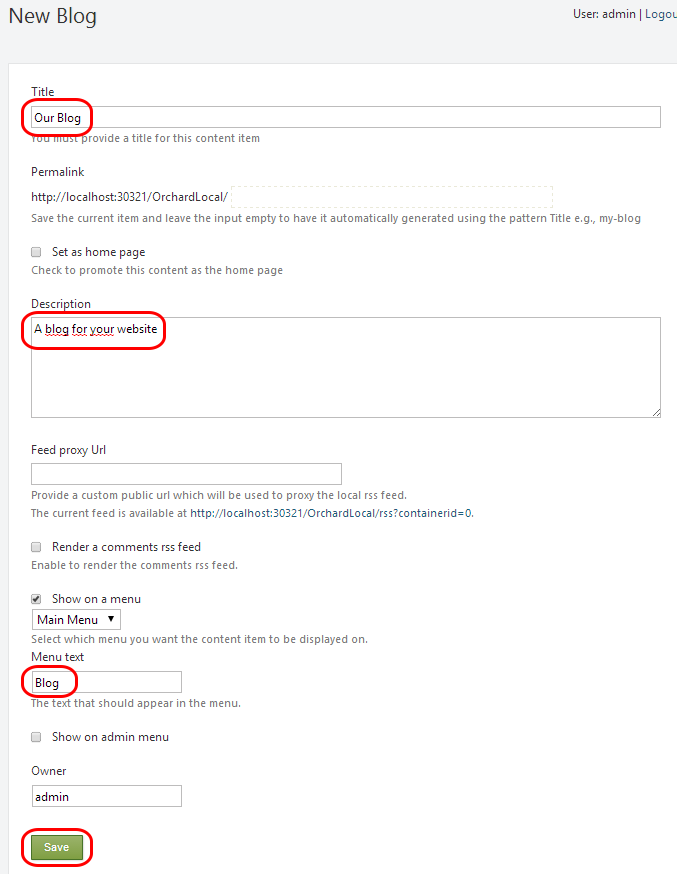 New Blog
User: admin | Logou
Title
Our Blog
You must provide a title for this content item
Permalink
http://localhost:30321/OrchardLocal/
Save the current item and leave the input empty to have it automatically generated using the pattern Title e.g., my-blog
Set as home page
Check to promote this content as the home page
Description
A blog for your website
Feed proxy Url
Provide a custom public url which will be used to proxy the local rss feed.
The current feed is available at http://localhost:30321/OrchardLocal/rss?containerid=0.
Render a comments rss feed
Enable to render the comments rss feed.
Show on a menu
Main Menu
Select which menu you want the content item to be displayed on.
Menu text
Blog
The text that should appear in the menu.
Show on admin menu
Owner
admin
Save